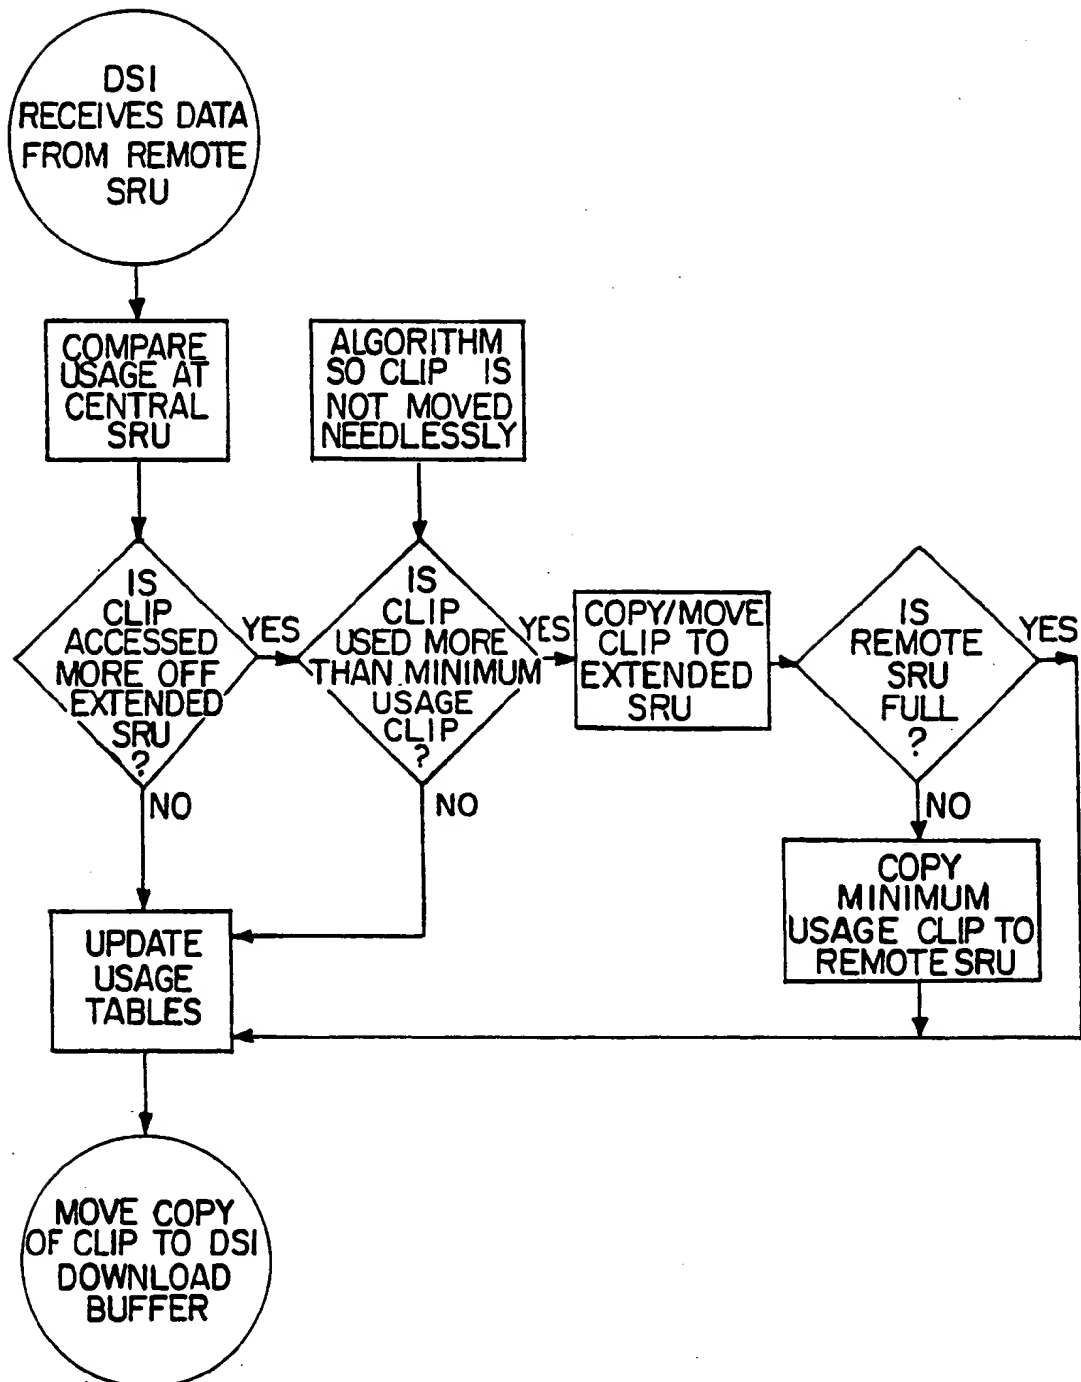 DSI
RECEIVES DATA
FROM REMOTE
SRU
COMPARE
USAGE AT
CENTRAL
SRU
ALGORITHM
SO CLIP IS
NOT MOVED
NEEDLESSLY
IS
CLIP
ACCESSED
MORE OFF
EXTENDED
SRU
?
YES
NO
IS
CLIP
USED MORE
THAN MINIMUM
USAGE
CLIP
?
YES
NO
COPY/MOVE
CLIP TO
EXTENDED
SRU
IS
REMOTE
SRU
FULL
?
YES
NO
COPY
MINIMUM
USAGE CLIP TO
REMOTE SRU
UPDATE
USAGE
TABLES
MOVE COPY
OF CLIP TO DSI
DOWNLOAD
BUFFER